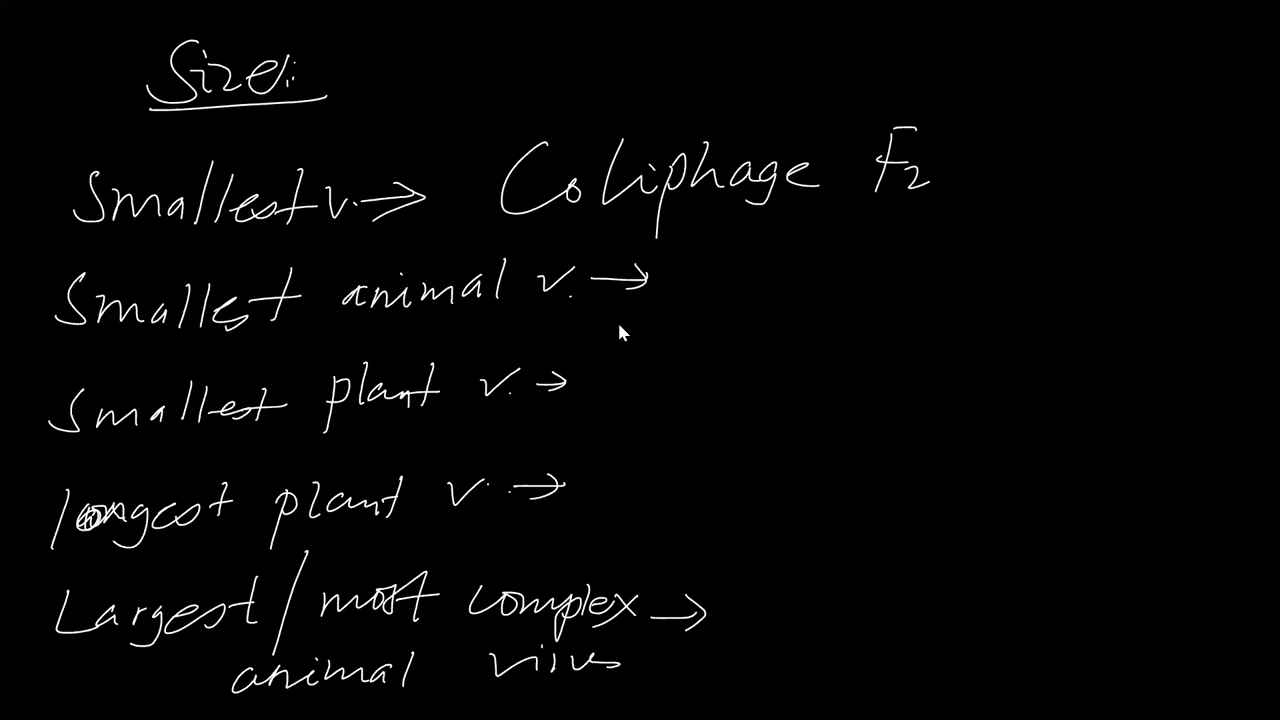 Size:
Smallest v. → Coliphage F2
Smallest animal v. →
Smallest plant v. →
longest plant v. →
Largest / most complex →
animal virus